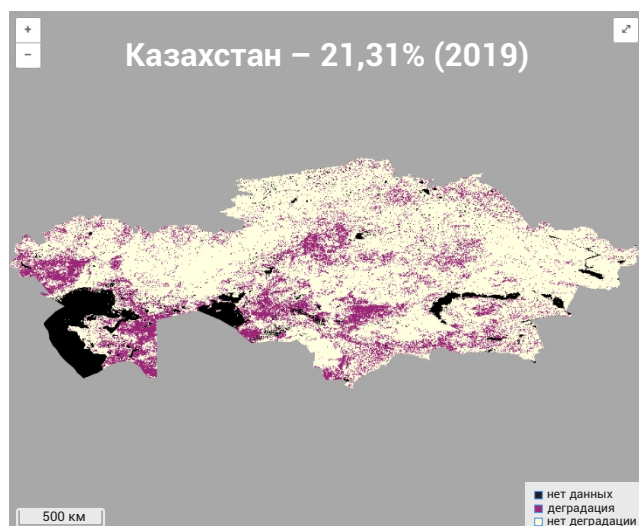 +
−
Казахстан – 21,31% (2019)
500 км
нет данных
деградация
нет деградации